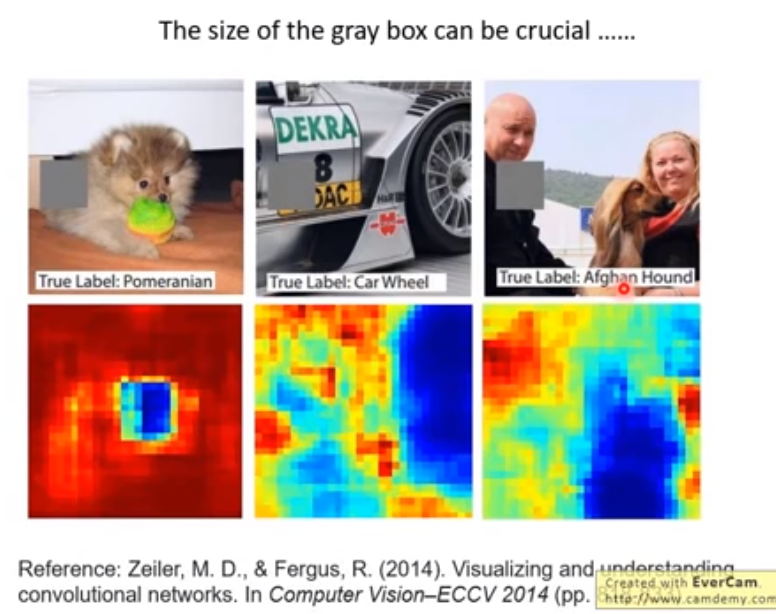 The size of the gray box can be crucial ......
DEKRA
8
DAC
True Label: Pomeranian
True Label: Car Wheel
True Label: Afghan Hound
Reference: Zeiler, M. D., & Fergus, R. (2014). Visualizing and understanding
convolutional networks. In Computer Vision–ECCV 2014 (pp.
Created with EverCam.
http://www.camdemy.com